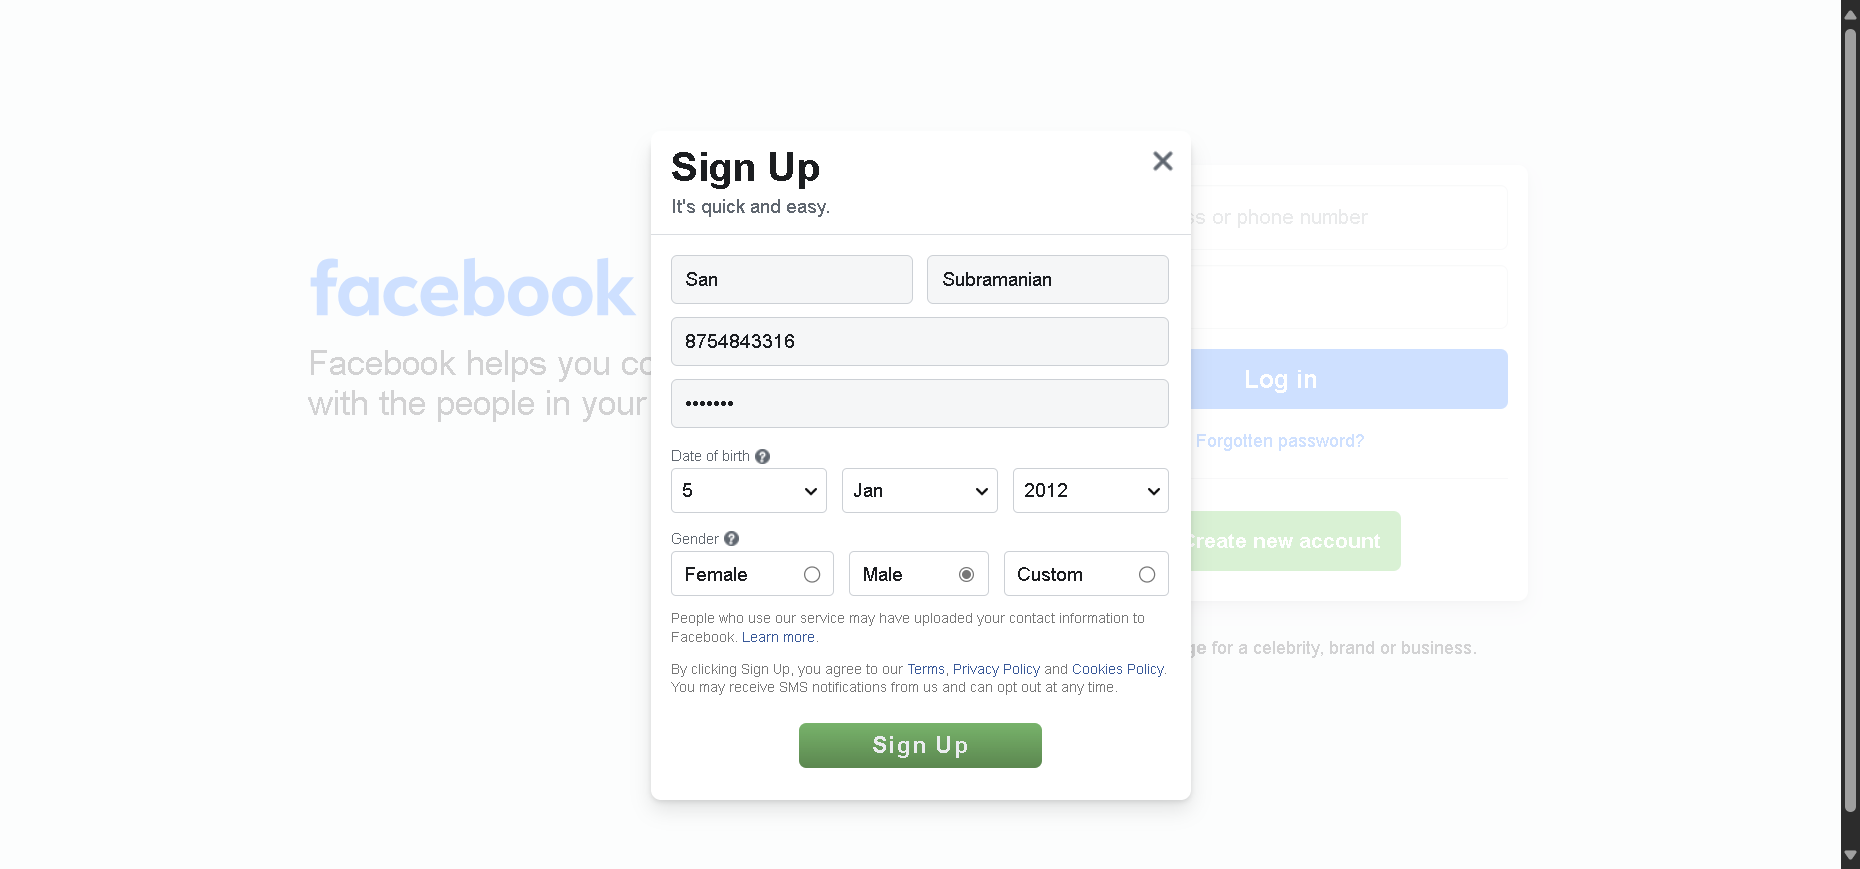 Sign Up
It's quick and easy.
San Subramanian
8754843316
•••••••
Date of birth ?
5 Jan 2012
Gender ?
Female Male Custom
People who use our service may have uploaded your contact information to
Facebook. Learn more.
By clicking Sign Up, you agree to our Terms, Privacy Policy and Cookies Policy.
You may receive SMS notifications from us and can opt out at any time.
Sign Up
facebook
Facebook helps you co
with the people in your
or phone number
Log in
Forgotten password?
Create new account
for a celebrity, brand or business.